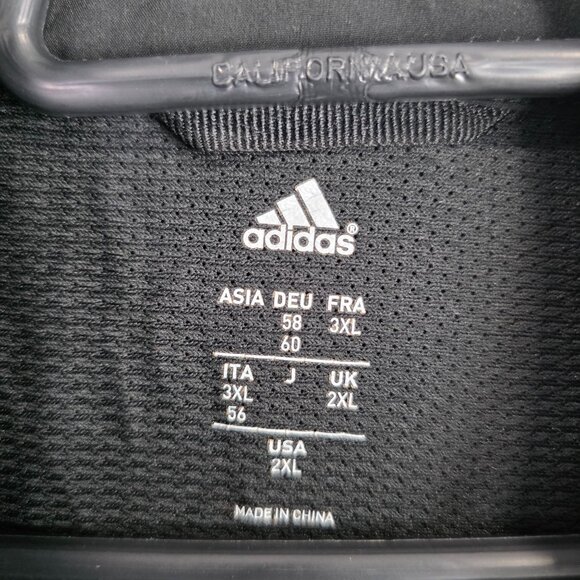 CALIFORNIA USA
adidas®
ASIA DEU FRA
58 3XL
60
ITA J UK
3XL 2XL
56
USA
2XL
MADE IN CHINA